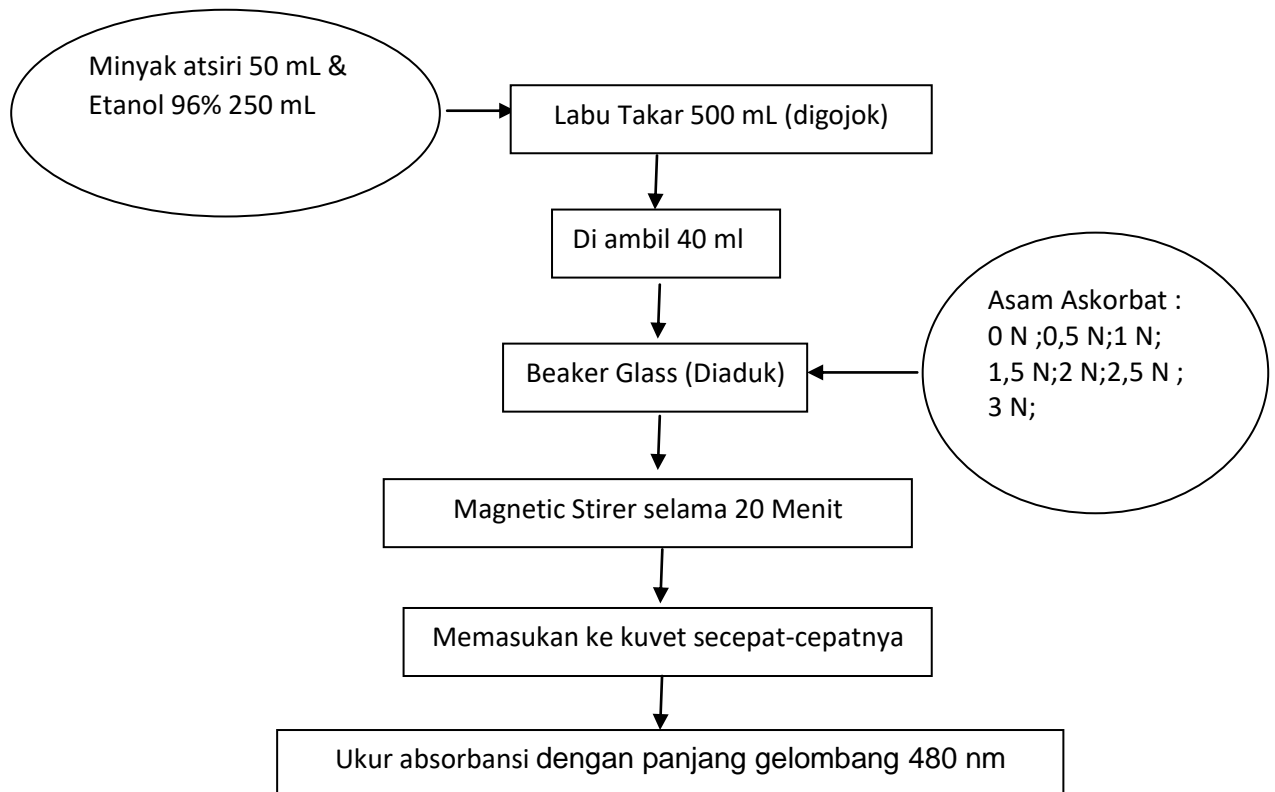 Minyak atsiri 50 mL &
Etanol 96% 250 mL
Labu Takar 500 mL (digojok)
Di ambil 40 ml
Asam Askorbat :
0 N ;0,5 N;1 N;
1,5 N;2 N;2,5 N ;
3 N;
Beaker Glass (Diaduk)
Magnetic Stirer selama 20 Menit
Memasukan ke kuvet secepat-cepatnya
Ukur absorbansi dengan panjang gelombang 480 nm